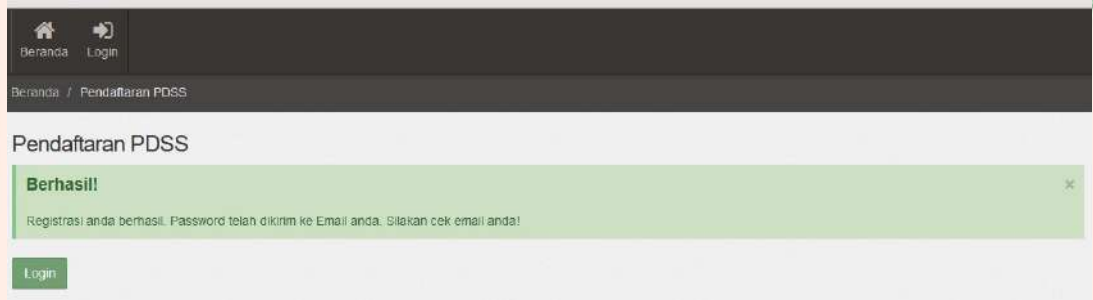 Beranda Login
Beranda / Pendaftaran PDSS
Pendaftaran PDSS
Berhasil!
×
Registrasi anda berhasil. Password telah dikirim ke Email anda. Silakan cek email anda!
Login